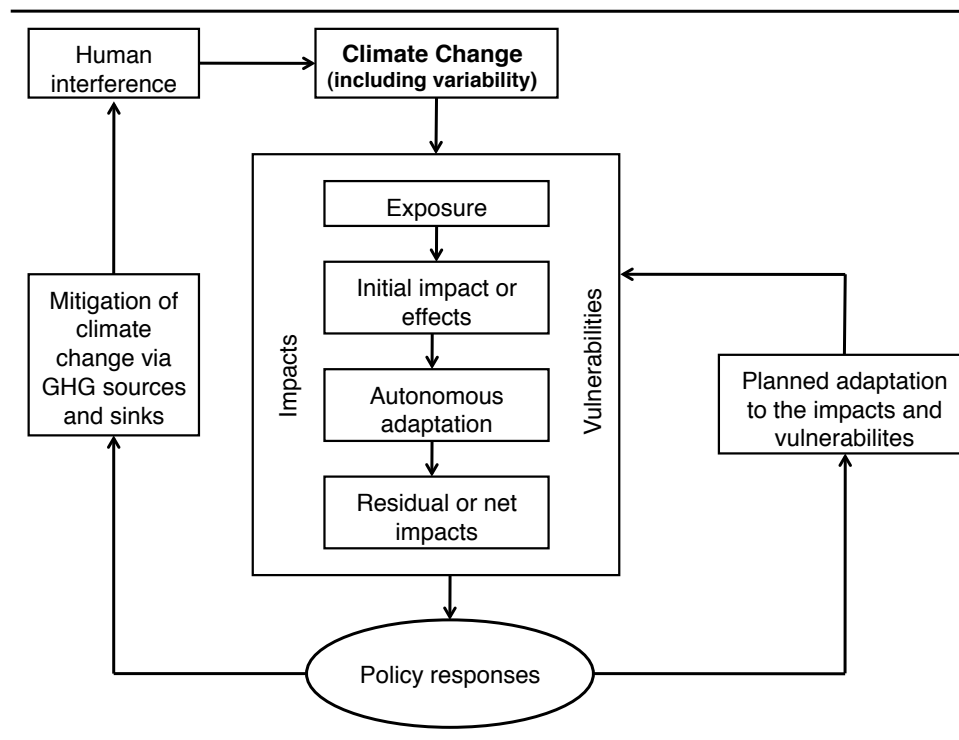 Human
interference
Climate Change
(including variability)
Exposure
Initial impact or
effects
Autonomous
adaptation
Residual or net
impacts
Impacts
Vulnerabilities
Mitigation of
climate
change via
GHG sources
and sinks
Planned adaptation
to the impacts and
vulnerabilites
Policy responses